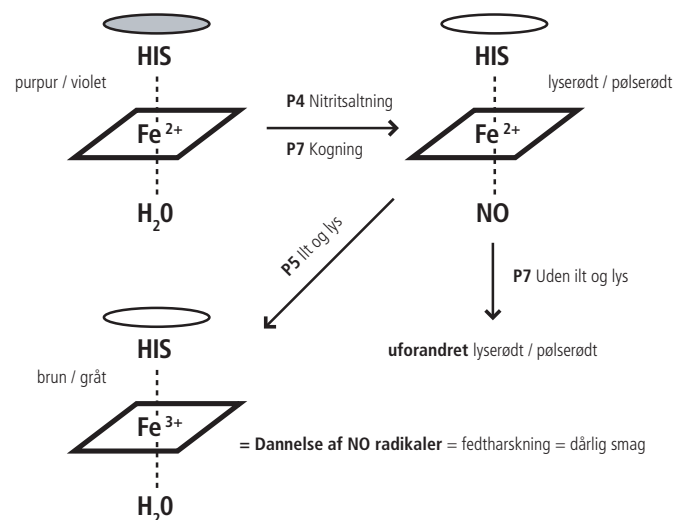 HIS
purpur / violet
Fe 2+
H20
P4 Nitritsaltning
P7 Kogning
HIS
lyserødt / pølserødt
Fe 2+
NO
P5 Ilt og lys
P7 Uden ilt og lys
uforandret lyserødt / pølserødt
HIS
brun / gråt
Fe 3+
H20
= Dannelse af NO radikaler = fedtharskning = dårlig smag